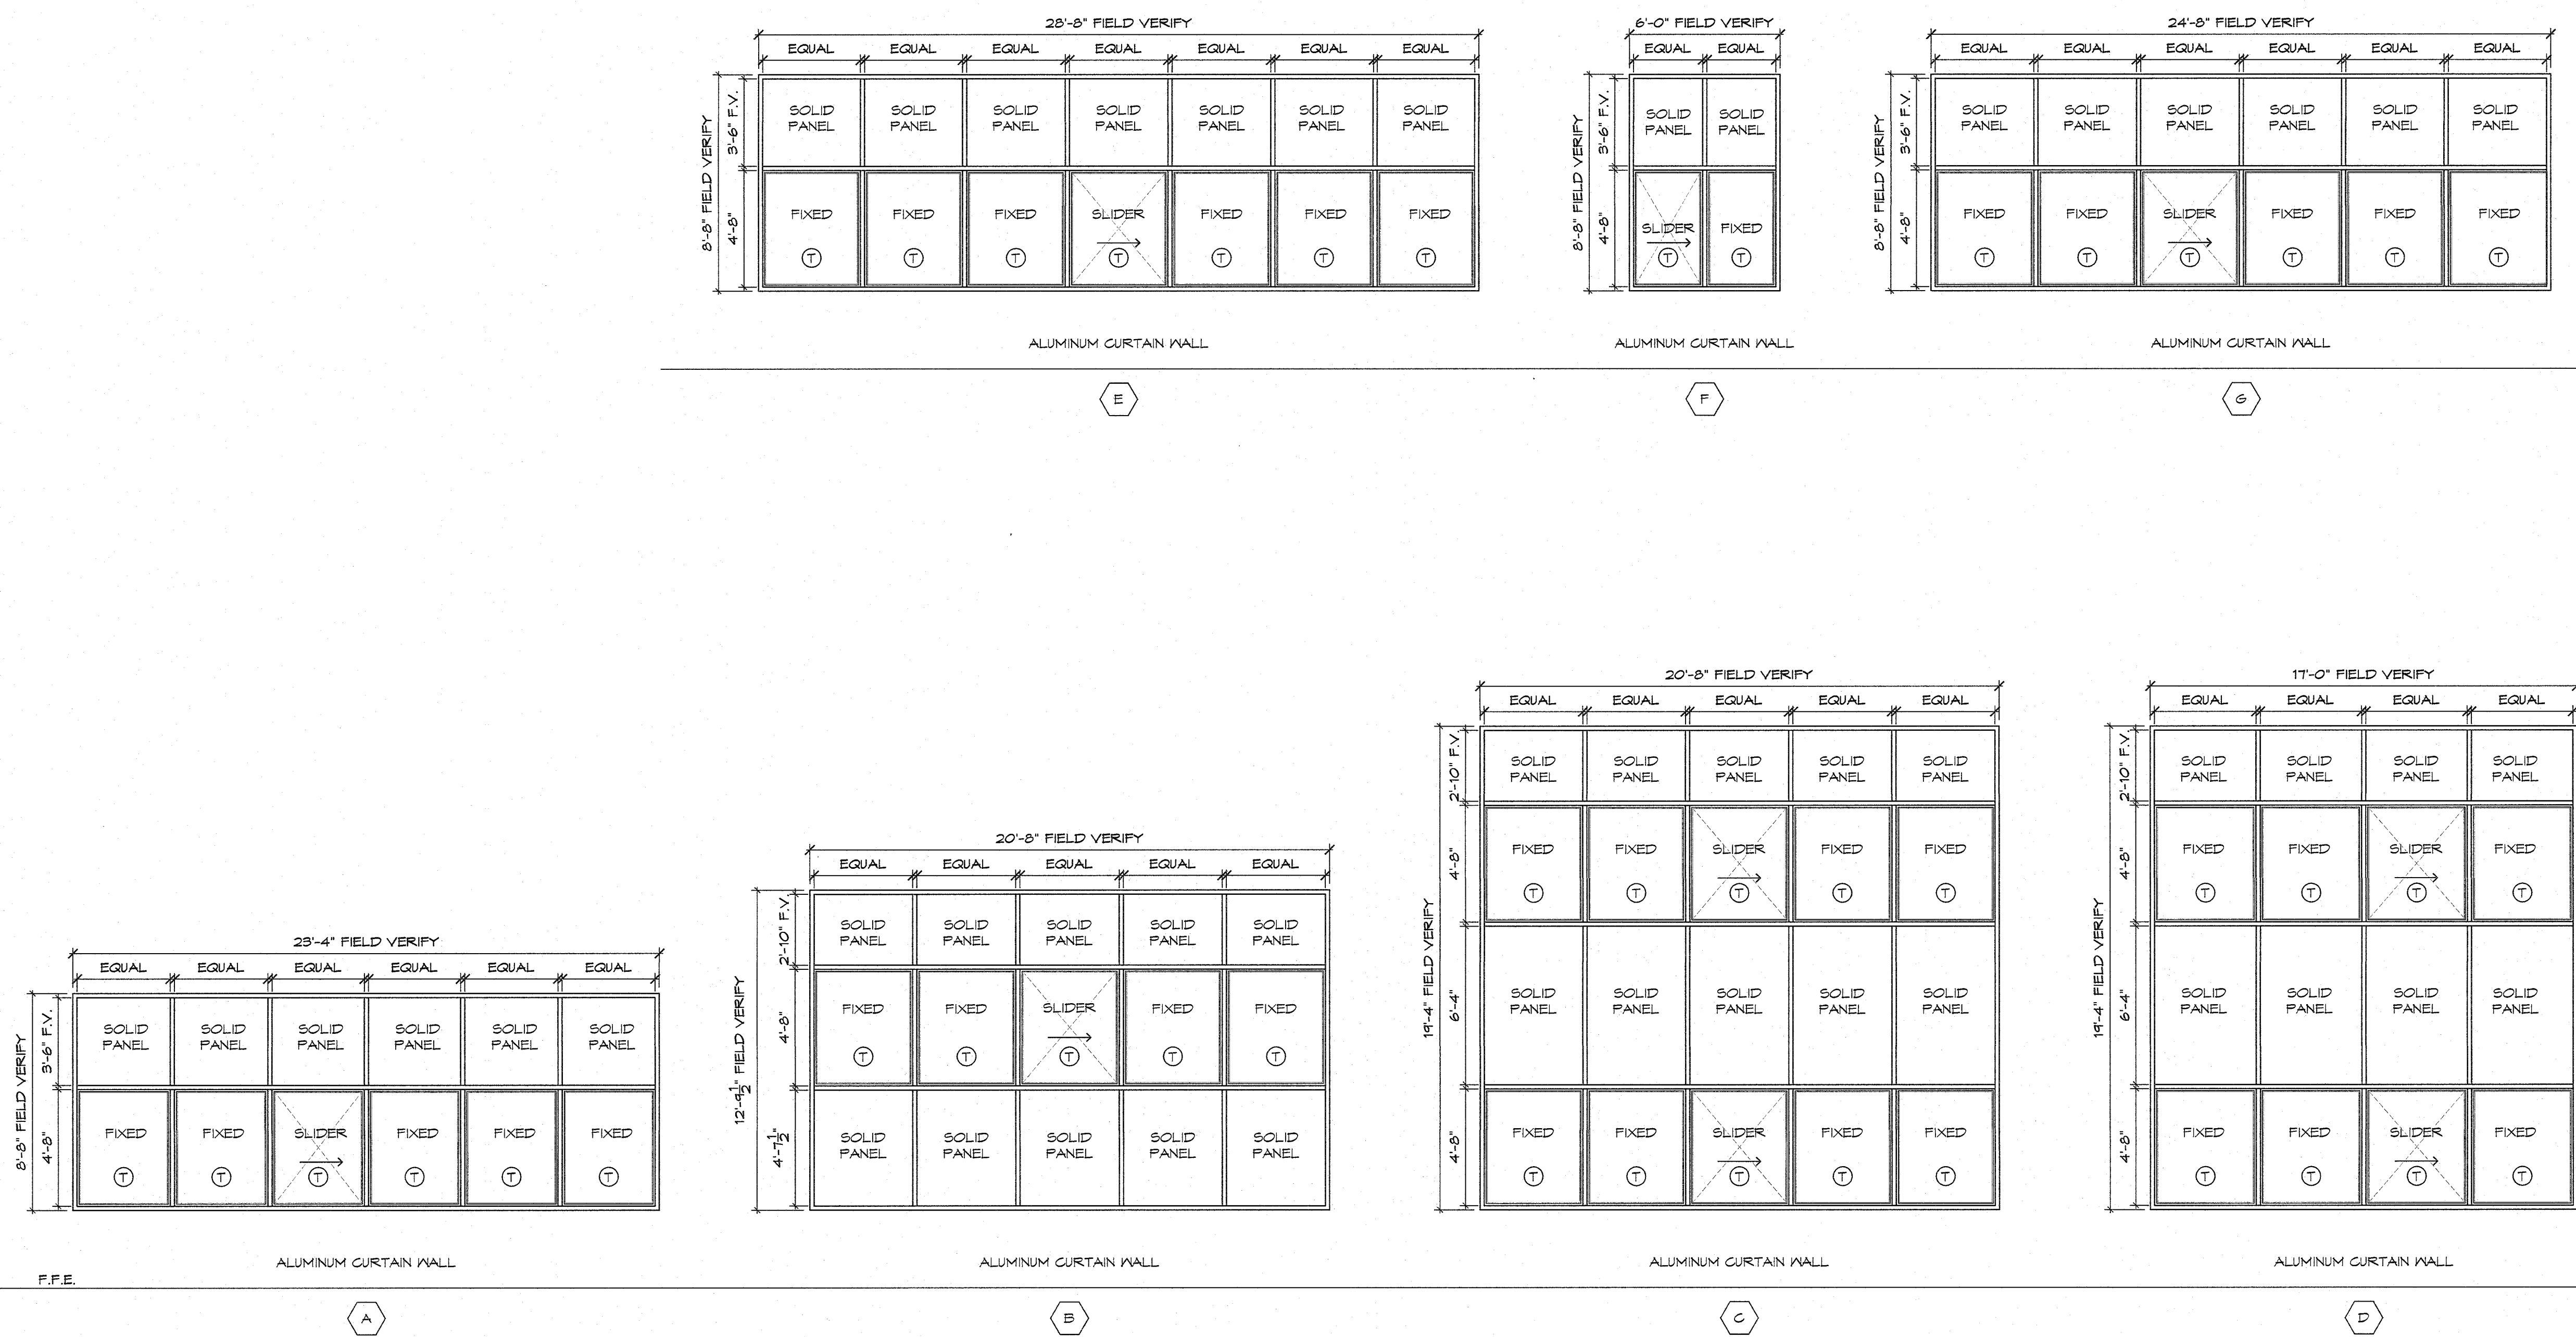 28'-8" FIELD VERIFY
EQUAL EQUAL EQUAL EQUAL EQUAL EQUAL EQUAL
8'-8" FIELD VERIFY
3'-6" F.V.
4'-8"
SOLID PANEL SOLID PANEL SOLID PANEL SOLID PANEL SOLID PANEL SOLID PANEL SOLID PANEL
FIXED FIXED FIXED SLIDER FIXED FIXED FIXED
T T T T T T T
ALUMINUM CURTAIN WALL
E
6'-0" FIELD VERIFY
EQUAL EQUAL
8'-8" FIELD VERIFY
3'-6" F.V.
4'-8"
SOLID PANEL SOLID PANEL
SLIDER FIXED
T T
ALUMINUM CURTAIN WALL
F
24'-8" FIELD VERIFY
EQUAL EQUAL EQUAL EQUAL EQUAL EQUAL
8'-8" FIELD VERIFY
3'-6" F.V.
4'-8"
SOLID PANEL SOLID PANEL SOLID PANEL SOLID PANEL SOLID PANEL SOLID PANEL
FIXED FIXED SLIDER FIXED FIXED FIXED
T T T T T T
ALUMINUM CURTAIN WALL
G
23'-4" FIELD VERIFY
EQUAL EQUAL EQUAL EQUAL EQUAL EQUAL
8'-8" FIELD VERIFY
3'-6" F.V.
4'-8"
SOLID PANEL SOLID PANEL SOLID PANEL SOLID PANEL SOLID PANEL SOLID PANEL
FIXED FIXED SLIDER FIXED FIXED FIXED
T T T T T T
ALUMINUM CURTAIN WALL
F.F.E.
A
20'-8" FIELD VERIFY
EQUAL EQUAL EQUAL EQUAL EQUAL
12'-9 1/2" FIELD VERIFY
2'-10" F.V.
4'-8"
4'-7 1/2"
SOLID PANEL SOLID PANEL SOLID PANEL SOLID PANEL SOLID PANEL
FIXED FIXED SLIDER FIXED FIXED
T T T T T
SOLID PANEL SOLID PANEL SOLID PANEL SOLID PANEL SOLID PANEL
ALUMINUM CURTAIN WALL
B
20'-8" FIELD VERIFY
EQUAL EQUAL EQUAL EQUAL EQUAL
19'-4" FIELD VERIFY
2'-10" F.V.
4'-8"
6'-4"
4'-8"
SOLID PANEL SOLID PANEL SOLID PANEL SOLID PANEL SOLID PANEL
FIXED FIXED SLIDER FIXED FIXED
T T T T T
SOLID PANEL SOLID PANEL SOLID PANEL SOLID PANEL SOLID PANEL
FIXED FIXED SLIDER FIXED FIXED
T T T T T
ALUMINUM CURTAIN WALL
C
17'-0" FIELD VERIFY
EQUAL EQUAL EQUAL EQUAL
19'-4" FIELD VERIFY
2'-10" F.V.
4'-8"
6'-4"
4'-8"
SOLID PANEL SOLID PANEL SOLID PANEL SOLID PANEL
FIXED FIXED SLIDER FIXED
T T T T
SOLID PANEL SOLID PANEL SOLID PANEL SOLID PANEL
FIXED FIXED SLIDER FIXED
T T T T
ALUMINUM CURTAIN WALL
D